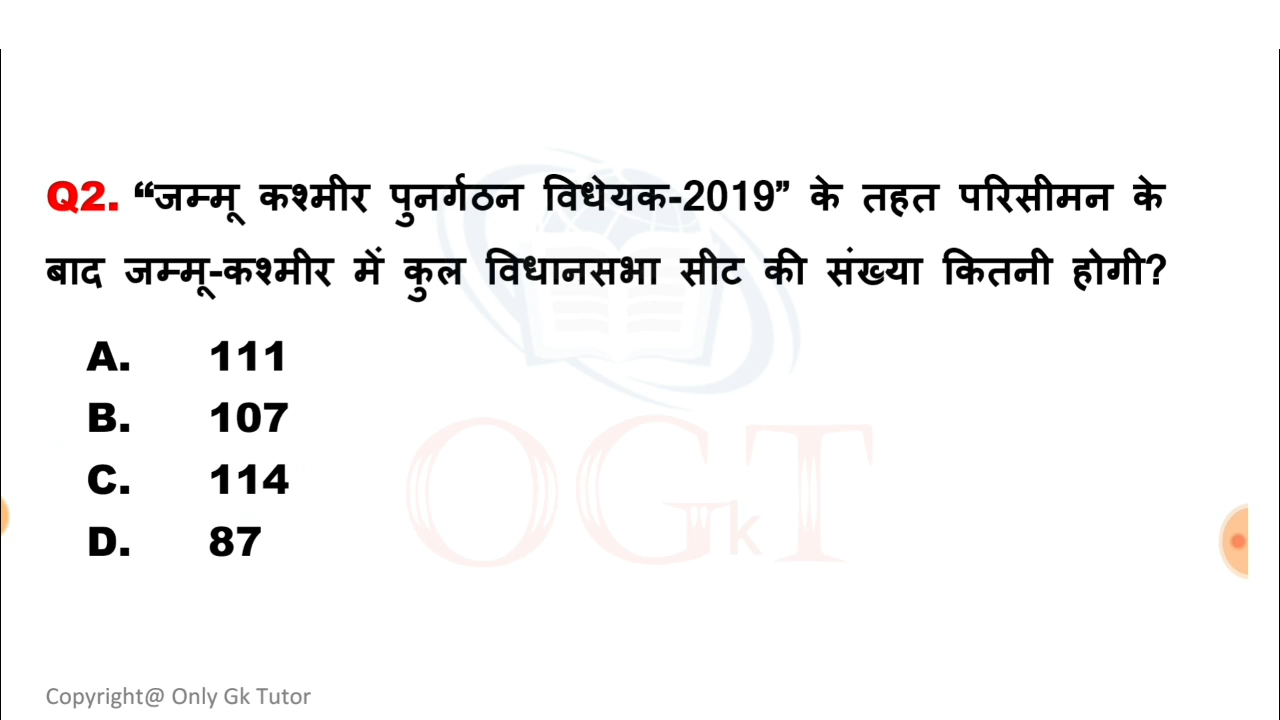 Q2. “जम्मू कश्मीर पुनर्गठन विधेयक-2019” के तहत परिसीमन के
बाद जम्मू-कश्मीर में कुल विधानसभा सीट की संख्या कितनी होगी?
A. 111
B. 107
C. 114
D. 87
OGkT
Copyright@ Only Gk Tutor